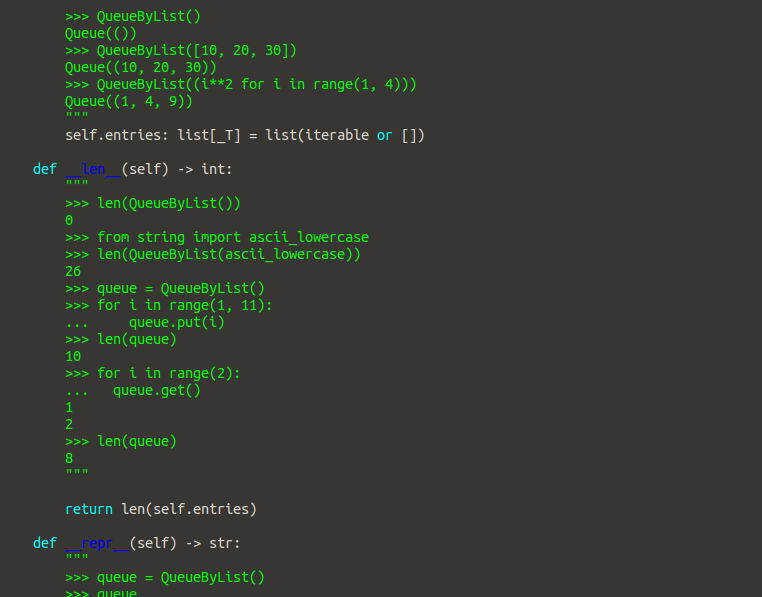 >>> QueueByList()
Queue(())
>>> QueueByList([10, 20, 30])
Queue((10, 20, 30))
>>> QueueByList((i**2 for i in range(1, 4)))
Queue((1, 4, 9))
"""
self.entries: list[_T] = list(iterable or [])
def __len__(self) -> int:
"""
>>> len(QueueByList())
0
>>> from string import ascii_lowercase
>>> len(QueueByList(ascii_lowercase))
26
>>> queue = QueueByList()
>>> for i in range(1, 11):
...     queue.put(i)
>>> len(queue)
10
>>> for i in range(2):
...   queue.get()
1
2
>>> len(queue)
8
"""
return len(self.entries)
def __repr__(self) -> str:
"""
>>> queue = QueueByList()
>>> queue